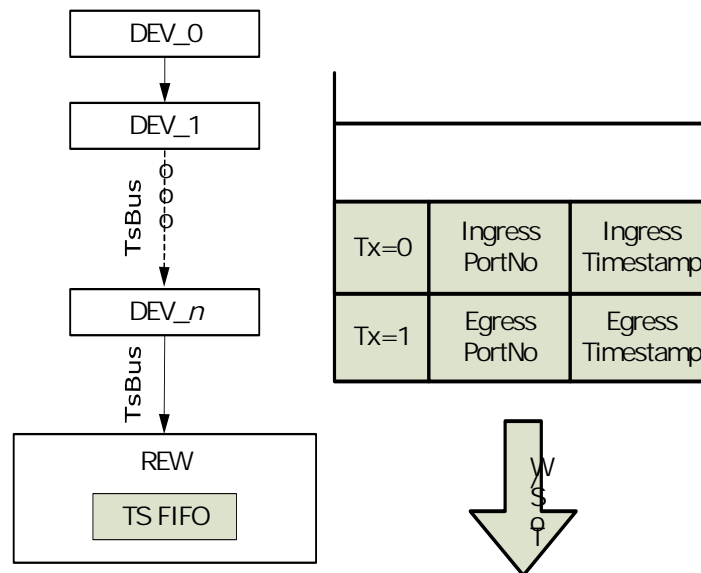 DEV_0
DEV_1
TsBus
o o o
DEV_n
TsBus
REW
TS FIFO
Tx=0
Ingress
PortNo
Ingress
Timestamp
Tx=1
Egress
PortNo
Egress
Timestamp
To S/W